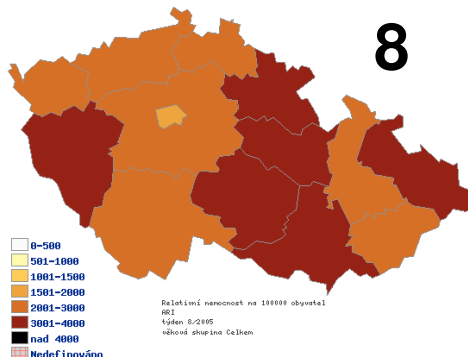 8
0-500
501-1000
1001-1500
1501-2000
2001-3000
3001-4000
nad 4000
Nedefinováno
Relativní nemocnost na 100000 obyvatel
ARI
týden 8/2005
věková skupina Celkem